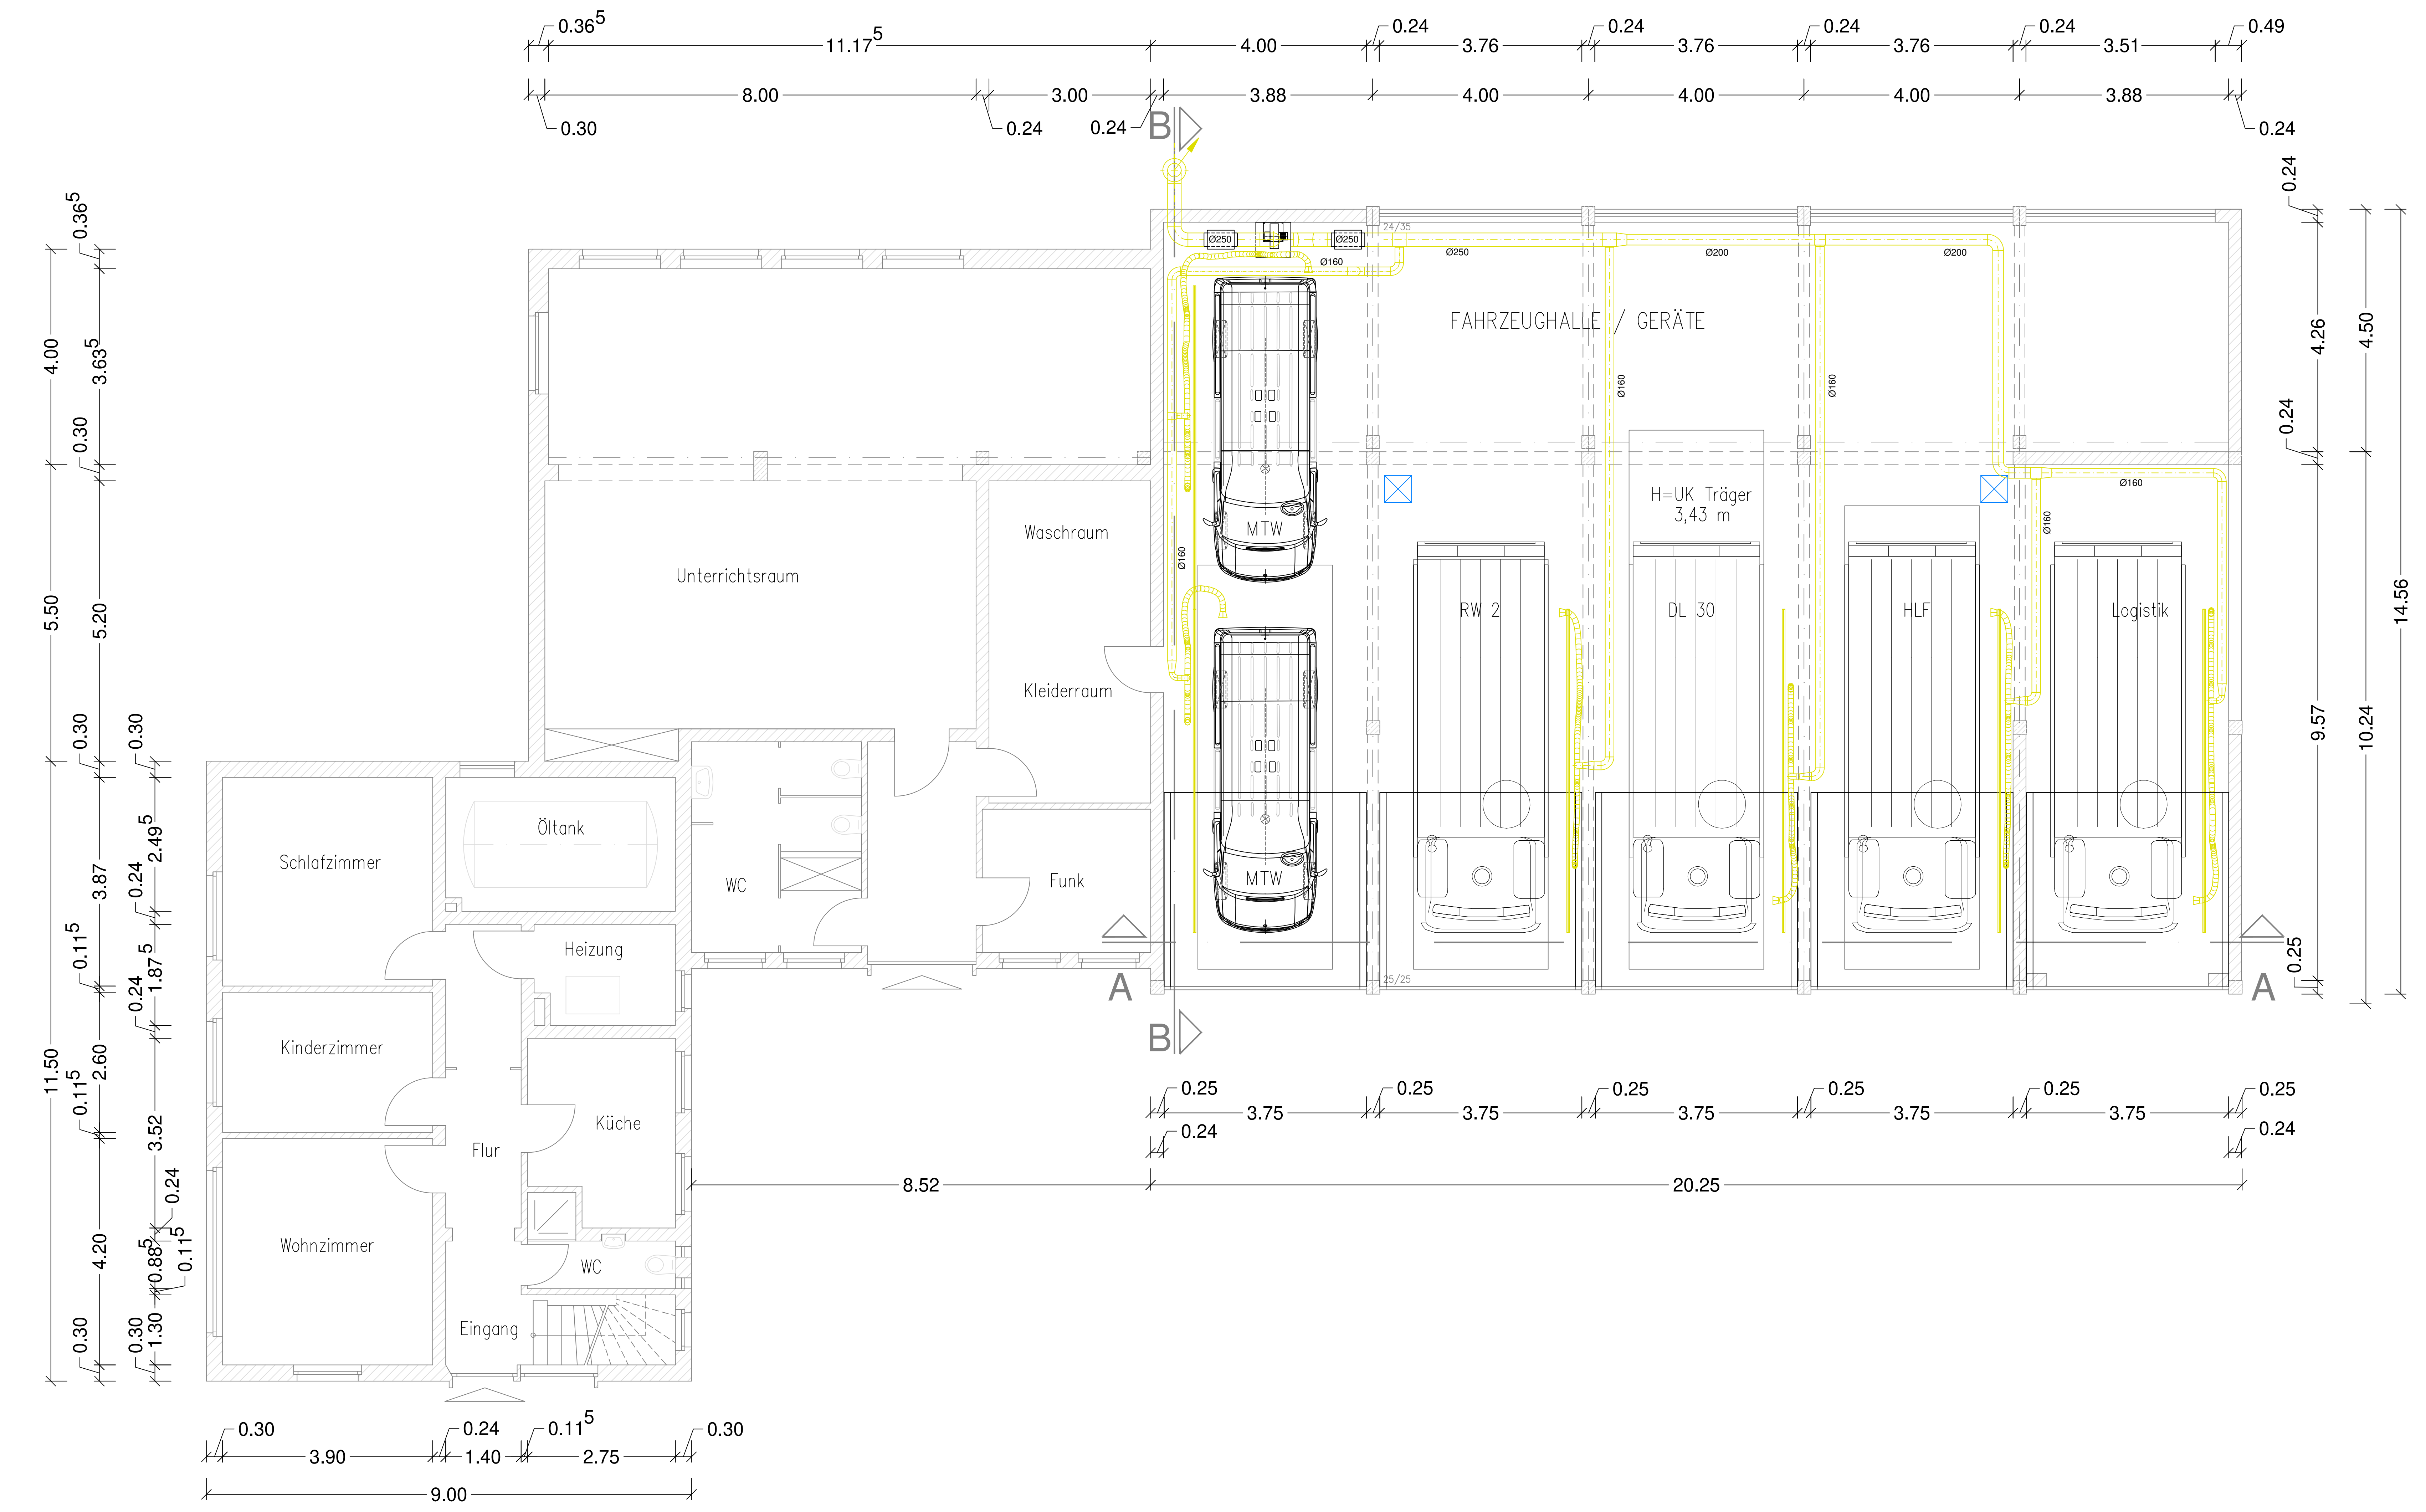 0.36⁵ 0.24 0.24 0.24 0.24 0.49
11.17⁵ 4.00 3.76 3.76 3.76 3.51
8.00 3.00 3.88 4.00 4.00 4.00 3.88
0.30 0.24 0.24 B 0.24
0.24
0.36⁵
24/35
Ø250 Ø250
Ø160 Ø250 Ø200 Ø200
FAHRZEUGHALLE / GERÄTE
4.00 3.63⁵ 4.26 4.50
Ø160 Ø160
0.30 0.24
Ø160
H=UK Träger
3,43 m
Waschraum MTW Ø160
Ø160
Unterrichtsraum
5.50 5.20 RW 2 DL 30 HLF Logistik 14.56
Kleiderraum
0.30 0.30 9.57 10.24
Öltank
2.49⁵
Schlafzimmer
3.87 0.24 WC Funk MTW
0.11⁵ 1.87⁵ Heizung 0.25
0.24 A 25/25 A
Kinderzimmer B
11.50 2.60
0.11⁵ 0.25 0.25 0.25 0.25 0.25 0.25
3.52 Küche 3.75 3.75 3.75 3.75 3.75
Flur 0.24 0.24
0.24 8.52 20.25
4.20 0.88⁵ 0.11⁵ Wohnzimmer
WC
0.30 0.30 1.30 Eingang
0.30 0.24 0.11⁵ 0.30
3.90 1.40 2.75
9.00